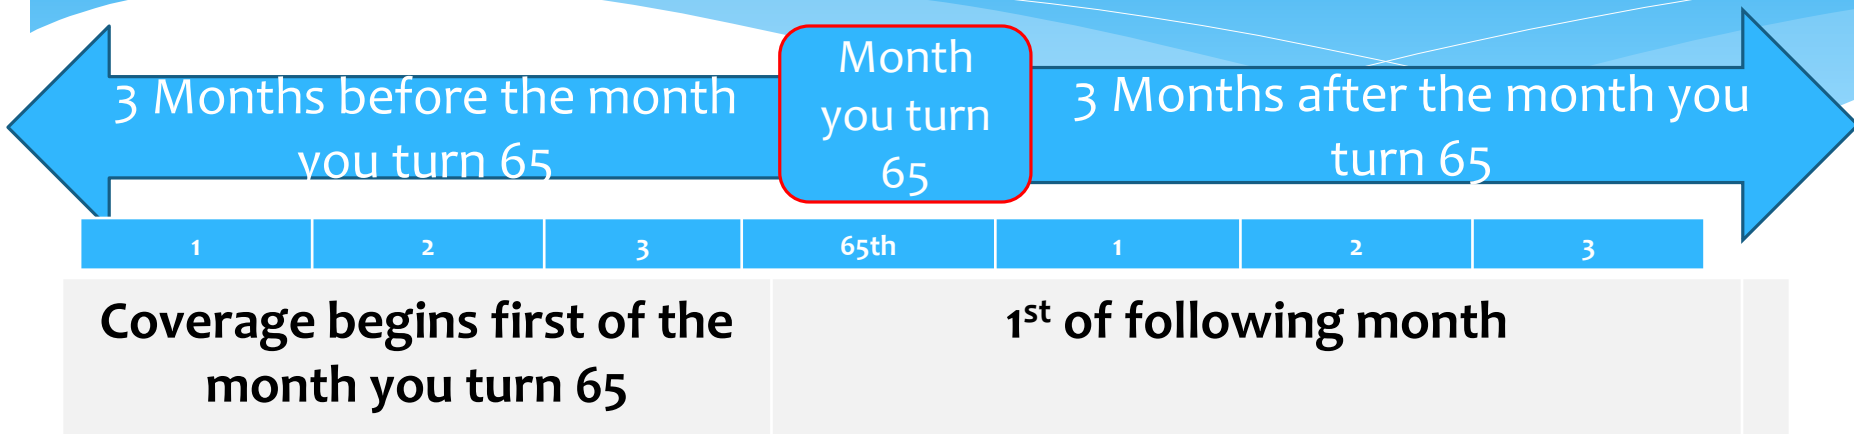 3 Months before the month
you turn 65
Month
you turn
65
3 Months after the month you
turn 65
1 2 3 65th 1 2 3
Coverage begins first of the
month you turn 65
1st of following month